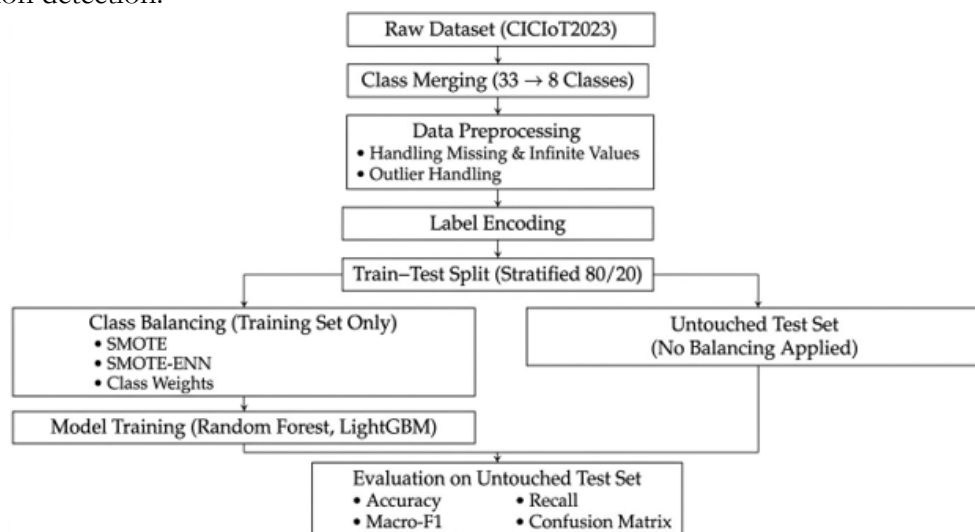 ion detection.
Raw Dataset (CICIoT2023)
Class Merging (33 → 8 Classes)
Data Preprocessing
• Handling Missing & Infinite Values
• Outlier Handling
Label Encoding
Train–Test Split (Stratified 80/20)
Class Balancing (Training Set Only)
• SMOTE
• SMOTE-ENN
• Class Weights
Untouched Test Set
(No Balancing Applied)
Model Training (Random Forest, LightGBM)
Evaluation on Untouched Test Set
• Accuracy • Recall
• Macro-F1 • Confusion Matrix